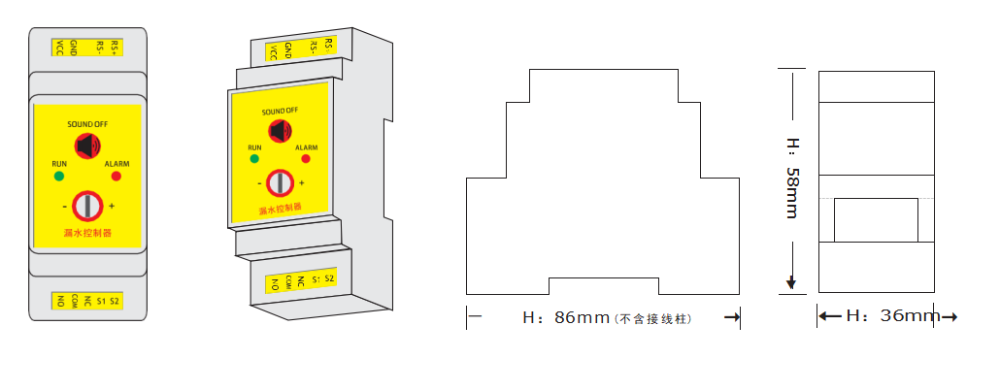 VCC GND RS- RS+
SOUND OFF
RUN ALARM
- +
漏水控制器
NO COM NC S1 S2
VCC GND RS- RS-
SOUND OFF
RUN ALARM
- +
漏水控制器
NO COM NC S1 S2
H: 86mm (不含接线柱)
H: 58mm
H: 36mm